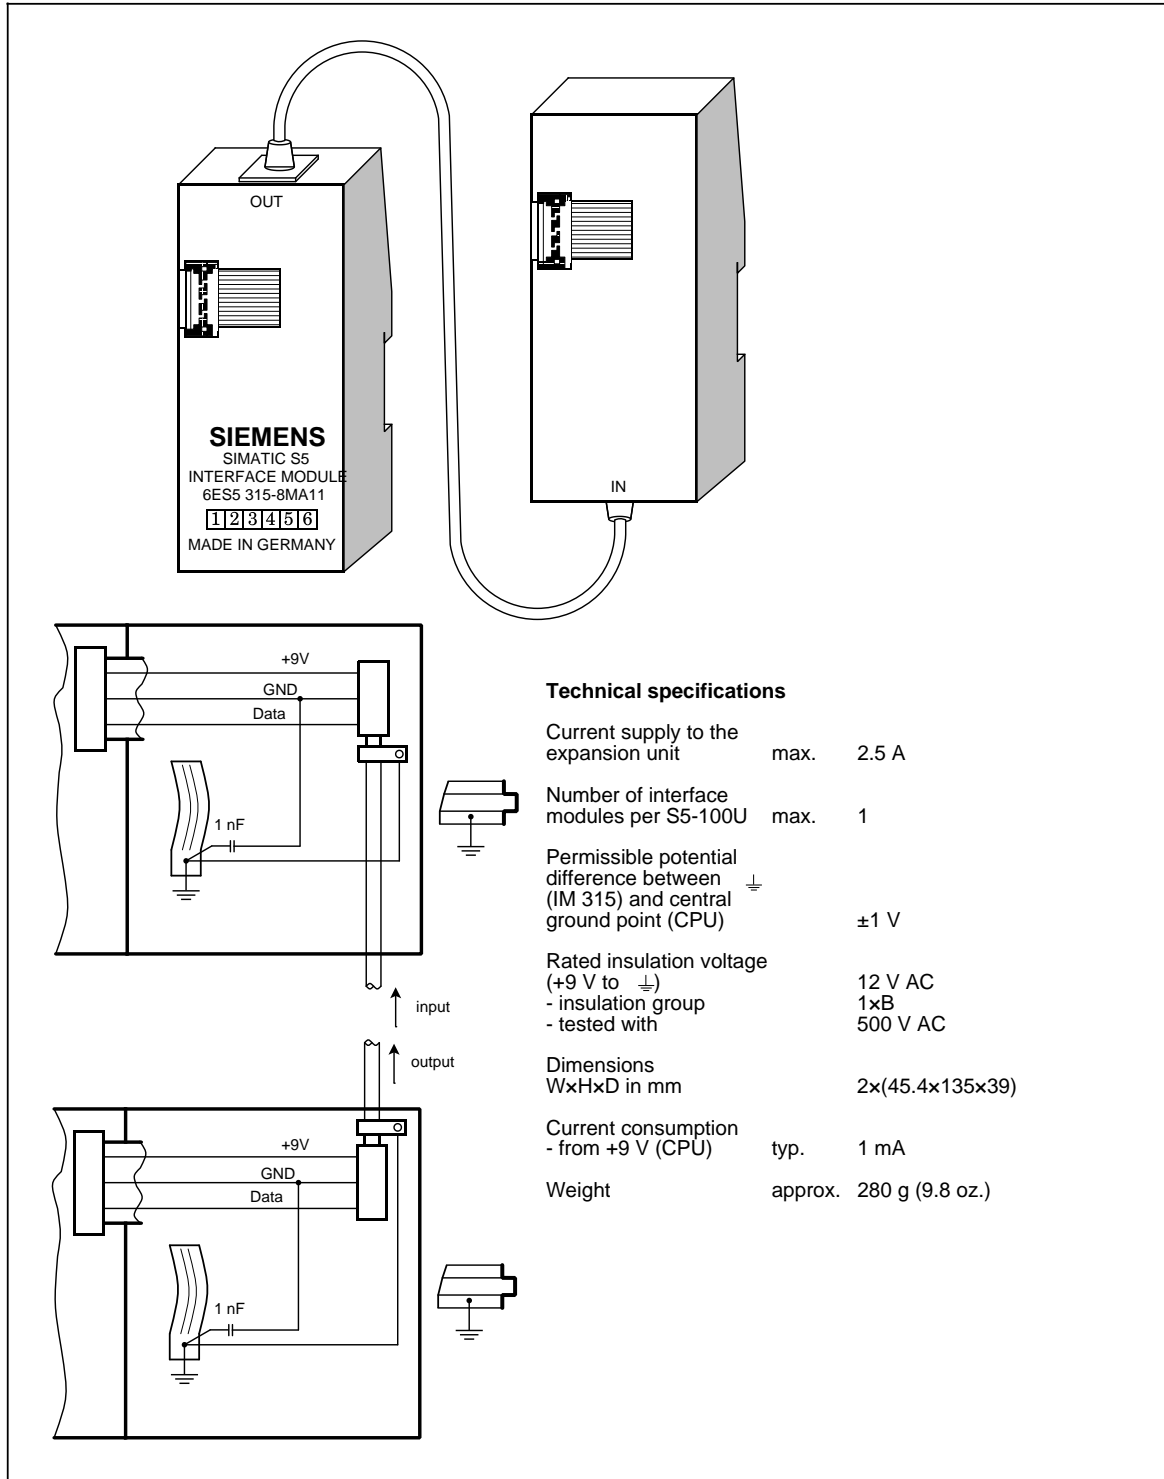 OUT
SIEMENS
SIMATIC S5
INTERFACE MODULE
6ES5 315-8MA11
1 2 3 4 5 6
MADE IN GERMANY
IN
+9V
GND
Data
1 nF
input
output
+9V
GND
Data
1 nF
Technical specifications
Current supply to the
expansion unit max. 2.5 A
Number of interface
modules per S5-100U max. 1
Permissible potential
difference between ⏚
(IM 315) and central
ground point (CPU) ±1 V
Rated insulation voltage
(+9 V to ⏚) 12 V AC
- insulation group 1×B
- tested with 500 V AC
Dimensions
W×H×D in mm 2×(45.4×135×39)
Current consumption
- from +9 V (CPU) typ. 1 mA
Weight approx. 280 g (9.8 oz.)